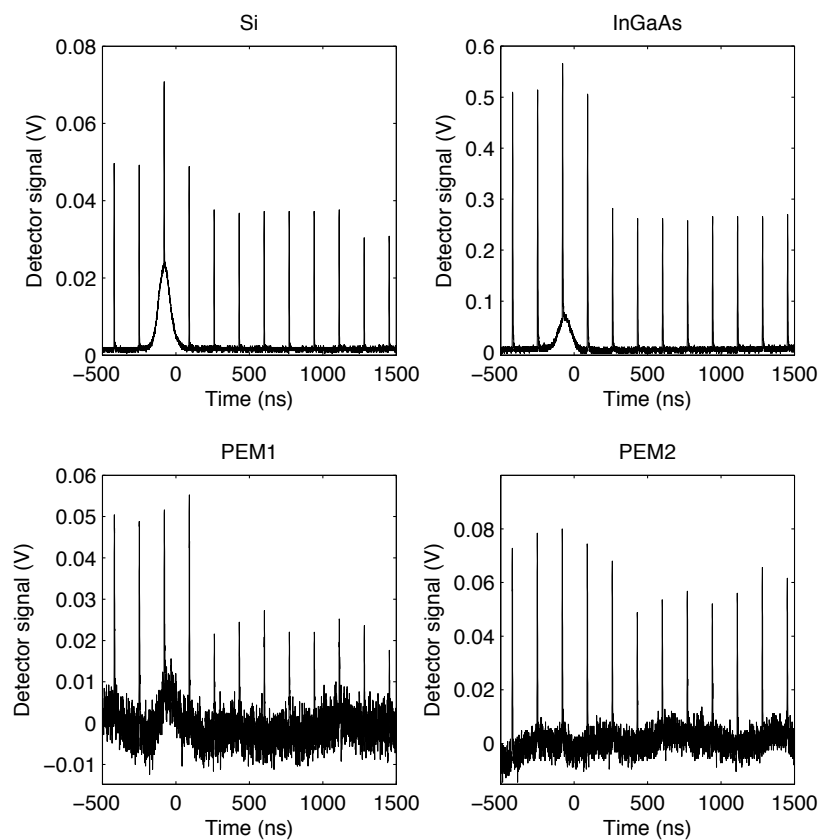 Si
InGaAs
0.08
0.06
0.04
0.02
0
Detector signal (V)
−500 0 500 1000 1500
Time (ns)
0.6
0.5
0.4
0.3
0.2
0.1
0
Detector signal (V)
−500 0 500 1000 1500
Time (ns)
PEM1
PEM2
0.06
0.05
0.04
0.03
0.02
0.01
0
−0.01
Detector signal (V)
−500 0 500 1000 1500
Time (ns)
0.08
0.06
0.04
0.02
0
Detector signal (V)
−500 0 500 1000 1500
Time (ns)